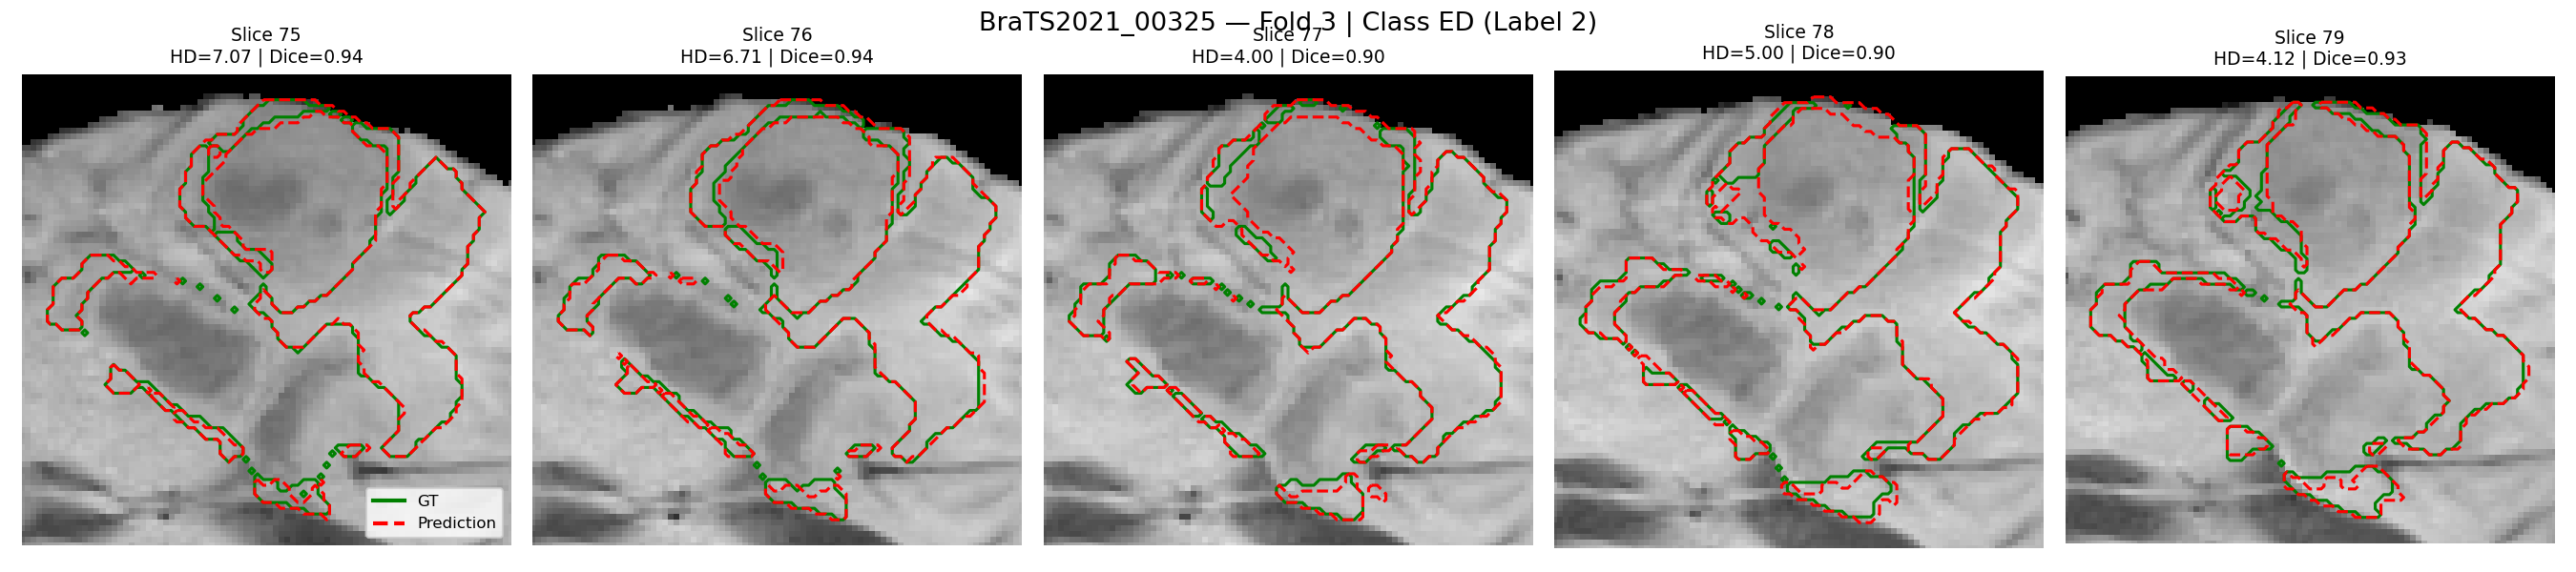 BraTS2021_00325 — Fold 3 | Class ED (Label 2)
Slice 75
HD=7.07 | Dice=0.94
Slice 76
HD=6.71 | Dice=0.94
Slice 77
HD=4.00 | Dice=0.90
Slice 78
HD=5.00 | Dice=0.90
Slice 79
HD=4.12 | Dice=0.93
GT
Prediction